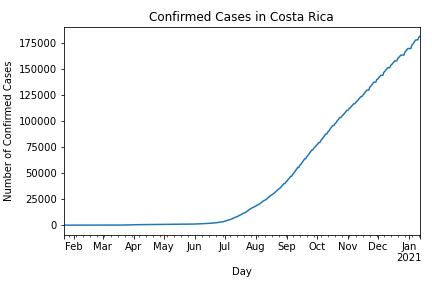 Confirmed Cases in Costa Rica
Number of Confirmed Cases
175000
150000
125000
100000
75000
50000
25000
0
Feb Mar Apr May Jun Jul Aug Sep Oct Nov Dec Jan
2021
Day